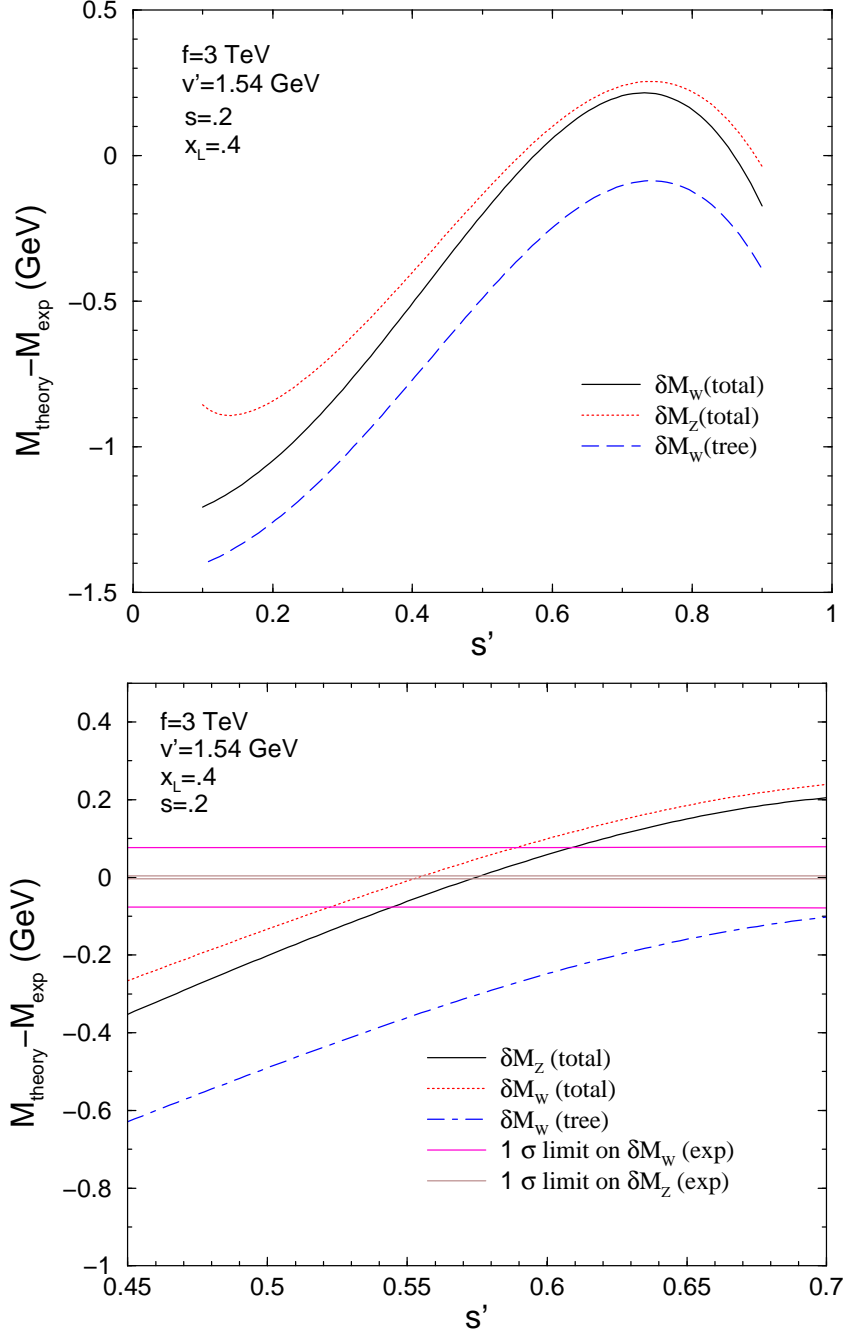 0.5
0
−0.5
−1
−1.5
M_theory−M_exp (GeV)
f=3 TeV
v’=1.54 GeV
s=.2
x_L=.4
δM_W(total)
δM_Z(total)
δM_W(tree)
0 0.2 0.4 0.6 0.8 1
s’
0.4
0.2
0
−0.2
−0.4
−0.6
−0.8
−1
M_theory−M_exp (GeV)
f=3 TeV
v’=1.54 GeV
x_L=.4
s=.2
δM_Z (total)
δM_W (total)
δM_W (tree)
1 σ limit on δM_W (exp)
1 σ limit on δM_Z (exp)
0.45 0.5 0.55 0.6 0.65 0.7
s’